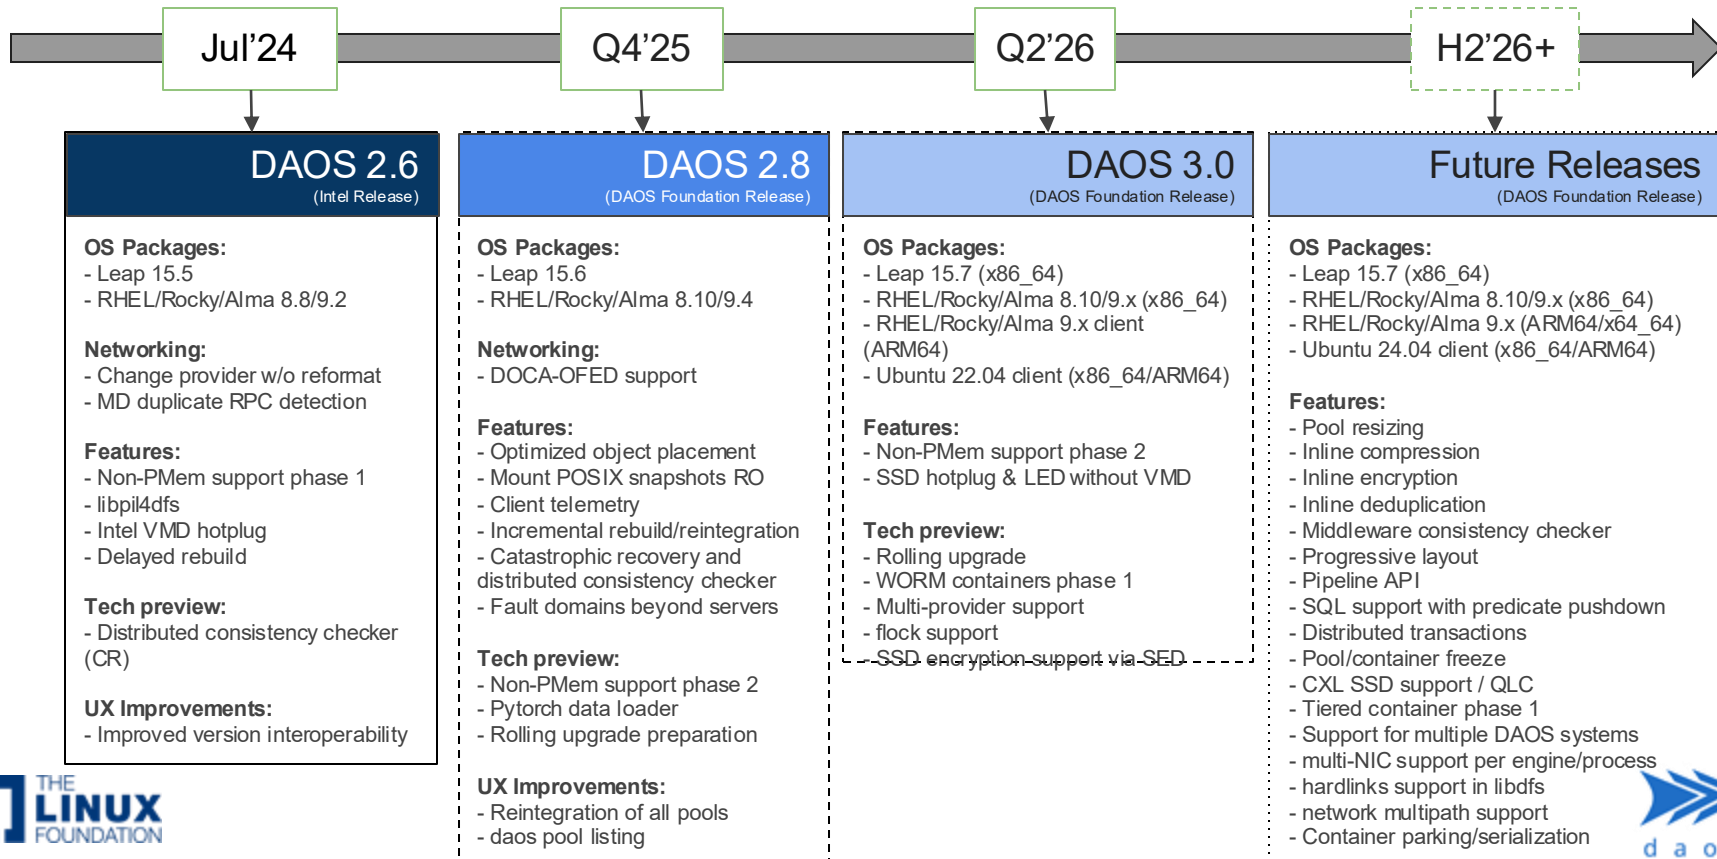 Jul’24
Q4’25
Q2’26
H2’26+
DAOS 2.6
(Intel Release)
OS Packages:
- Leap 15.5
- RHEL/Rocky/Alma 8.8/9.2
Networking:
- Change provider w/o reformat
- MD duplicate RPC detection
Features:
- Non-PMem support phase 1
- libpil4dfs
- Intel VMD hotplug
- Delayed rebuild
Tech preview:
- Distributed consistency checker
(CR)
UX Improvements:
- Improved version interoperability
DAOS 2.8
(DAOS Foundation Release)
OS Packages:
- Leap 15.6
- RHEL/Rocky/Alma 8.10/9.4
Networking:
- DOCA-OFED support
Features:
- Optimized object placement
- Mount POSIX snapshots RO
- Client telemetry
- Incremental rebuild/reintegration
- Catastrophic recovery and
distributed consistency checker
- Fault domains beyond servers
Tech preview:
- Non-PMem support phase 2
- Pytorch data loader
- Rolling upgrade preparation
UX Improvements:
- Reintegration of all pools
- daos pool listing
DAOS 3.0
(DAOS Foundation Release)
OS Packages:
- Leap 15.7 (x86_64)
- RHEL/Rocky/Alma 8.10/9.x (x86_64)
- RHEL/Rocky/Alma 9.x client
(ARM64)
- Ubuntu 22.04 client (x86_64/ARM64)
Features:
- Non-PMem support phase 2
- SSD hotplug & LED without VMD
Tech preview:
- Rolling upgrade
- WORM containers phase 1
- Multi-provider support
- flock support
- SSD encryption support via SED
Future Releases
(DAOS Foundation Release)
OS Packages:
- Leap 15.7 (x86_64)
- RHEL/Rocky/Alma 8.10/9.x (x86_64)
- RHEL/Rocky/Alma 9.x (ARM64/x64_64)
- Ubuntu 24.04 client (x86_64/ARM64)
Features:
- Pool resizing
- Inline compression
- Inline encryption
- Inline deduplication
- Middleware consistency checker
- Progressive layout
- Pipeline API
- SQL support with predicate pushdown
- Distributed transactions
- Pool/container freeze
- CXL SSD support / QLC
- Tiered container phase 1
- Support for multiple DAOS systems
- multi-NIC support per engine/process
- hardlinks support in libdfs
- network multipath support
- Container parking/serialization
THE
LINUX
FOUNDATION
d a o